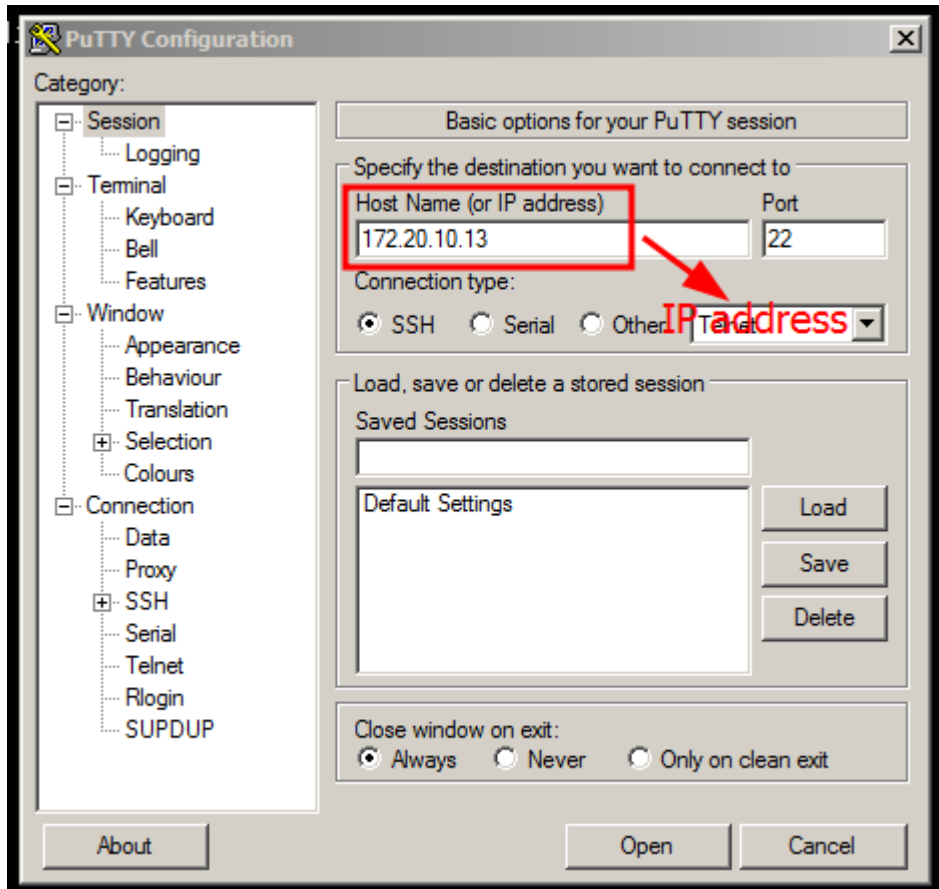 PuTTY Configuration
Category:
Session
Logging
Terminal
Keyboard
Bell
Features
Window
Appearance
Behaviour
Translation
Selection
Colours
Connection
Data
Proxy
SSH
Serial
Telnet
Rlogin
SUPDUP
Basic options for your PuTTY session
Specify the destination you want to connect to
Host Name (or IP address) Port
172.20.10.13 22
Connection type:
SSH Serial Other: Telnet
IP address
Load, save or delete a stored session
Saved Sessions
Default Settings
Load
Save
Delete
Close window on exit:
Always Never Only on clean exit
About Open Cancel